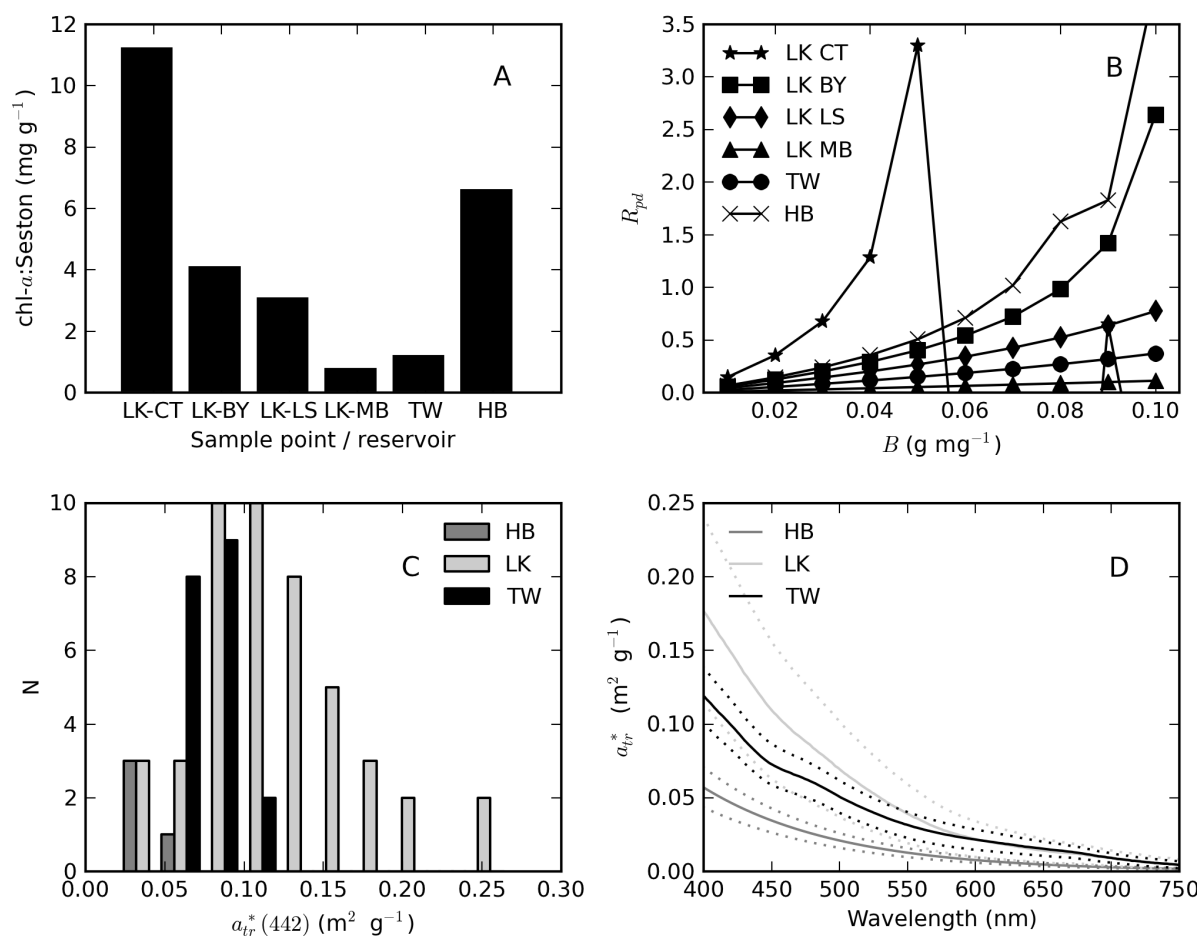 12
10
8
6
4
2
0
chl-a:Seston (mg g⁻¹)
A
LK-CT LK-BY LK-LS LK-MB TW HB
Sample point / reservoir
3.5
3.0
2.5
2.0
1.5
1.0
0.5
0.0
R_pd
LK CT
LK BY
LK LS
LK MB
TW
HB
B
0.02 0.04 0.06 0.08 0.10
B (g mg⁻¹)
10
8
6
4
2
0
N
HB
LK
TW
C
0.00 0.05 0.10 0.15 0.20 0.25 0.30
a*_tr(442) (m² g⁻¹)
0.25
0.20
0.15
0.10
0.05
0.00
a*_tr (m² g⁻¹)
HB
LK
TW
D
400 450 500 550 600 650 700 750
Wavelength (nm)